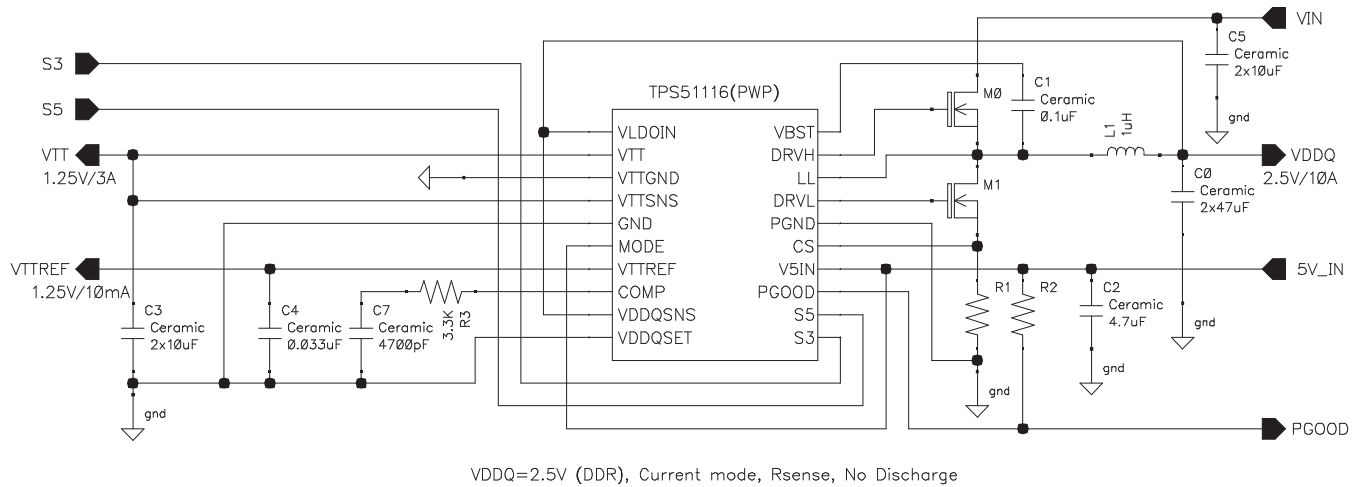 VIN
C5
Ceramic
2x10uF
gnd
S3
S5
TPS51116(PWP)
M0
C1
Ceramic
0.1uF
L1
1uH
VTT
1.25V/3A
VDDQ
2.5V/10A
C0
Ceramic
2x47uF
gnd
M1
VLDOIN
VTT
VTTGND
VTTSNS
GND
MODE
VTTREF
COMP
VDDQSNS
VDDQSET
VBST
DRVH
LL
DRVL
PGND
CS
V5IN
PGOOD
S5
S3
VTTREF
1.25V/10mA
5V_IN
C3
Ceramic
2x10uF
C4
Ceramic
0.033uF
C7
Ceramic
4700pF
3.3K
R3
R1
R2
C2
Ceramic
4.7uF
gnd
gnd
gnd
PGOOD
VDDQ=2.5V (DDR), Current mode, Rsense, No Discharge